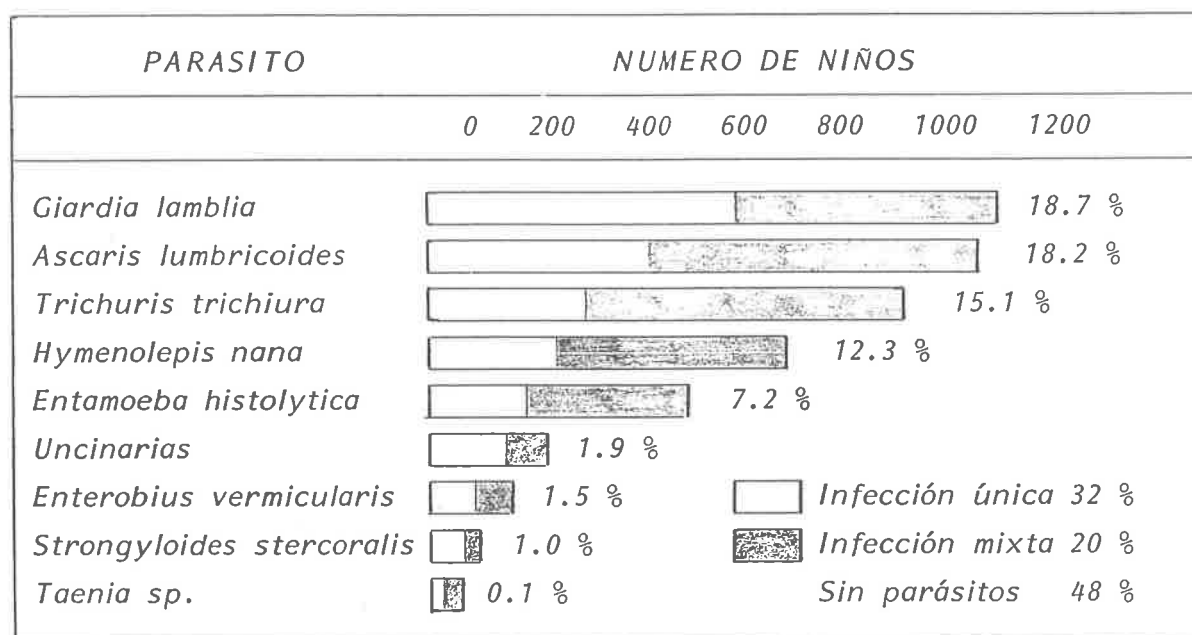 PARASITO NUMERO DE NIÑOS
0 200 400 600 800 1000 1200
Giardia lamblia 18.7 %
Ascaris lumbricoides 18.2 %
Trichuris trichiura 15.1 %
Hymenolepis nana 12.3 %
Entamoeba histolytica 7.2 %
Uncinarias 1.9 %
Enterobius vermicularis 1.5 % Infección única 32 %
Strongyloides stercoralis 1.0 % Infección mixta 20 %
Taenia sp. 0.1 % Sin parásitos 48 %